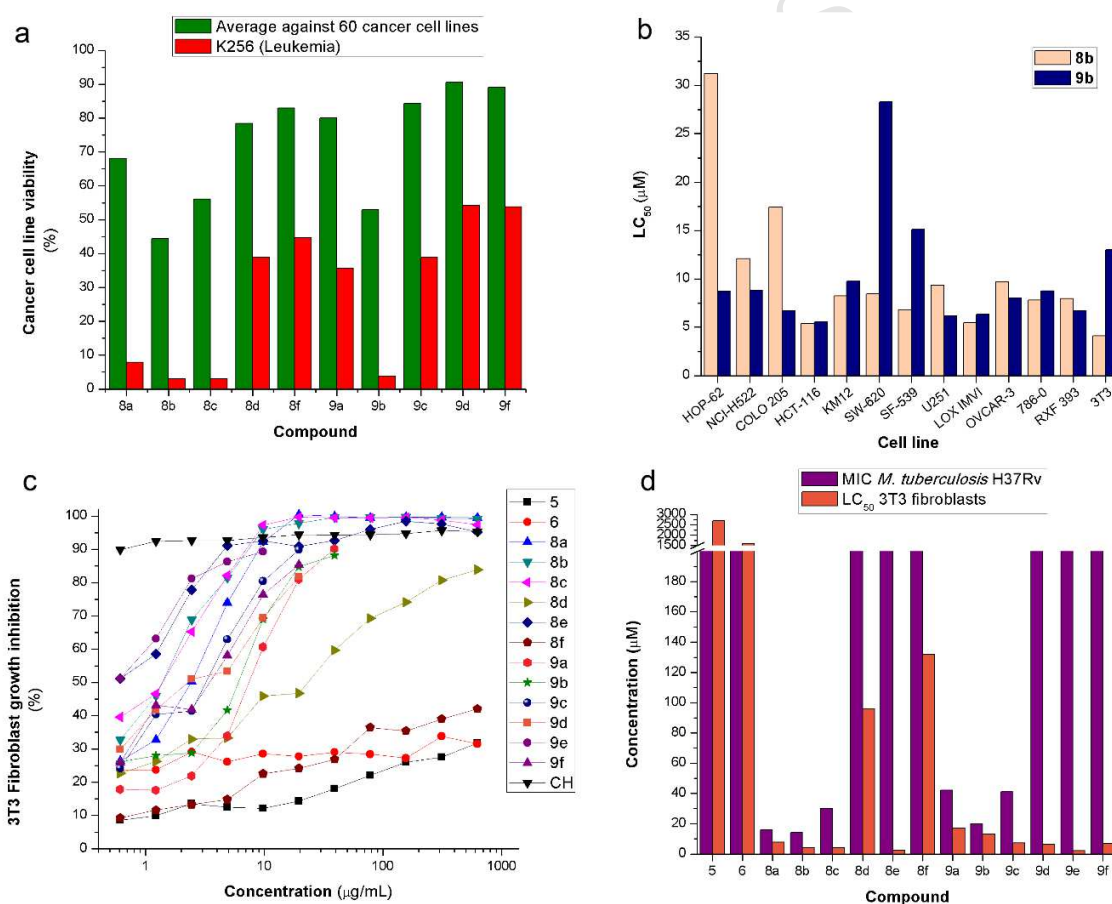 a
Average against 60 cancer cell lines
K256 (Leukemia)
100
90
80
70
60
50
40
30
20
10
0
Cancer cell line viability
(%)
8a 8b 8c 8d 8f 9a 9b 9c 9d 9f
Compound
b
8b
9b
35
30
25
20
15
10
5
0
LC50 (μM)
HOP-62 NCI-H522 COLO 205 HCT-116 KM12 SW-620 SF-539 U251 LOX IMVI OVCAR-3 786-0 RXF 393 3T3
Cell line
c
100
90
80
70
60
50
40
30
20
10
0
3T3 Fibroblast growth inhibition
(%)
1 10 100 1000
Concentration (μg/mL)
5
6
8a
8b
8c
8d
8e
8f
9a
9b
9c
9d
9e
9f
CH
d
MIC M. tuberculosis H37Rv
LC50 3T3 fibroblasts
3000
2500
2000
1500
180
160
140
120
100
80
60
40
20
0
Concentration (μM)
5 6 8a 8b 8c 8d 8e 8f 9a 9b 9c 9d 9e 9f
Compound